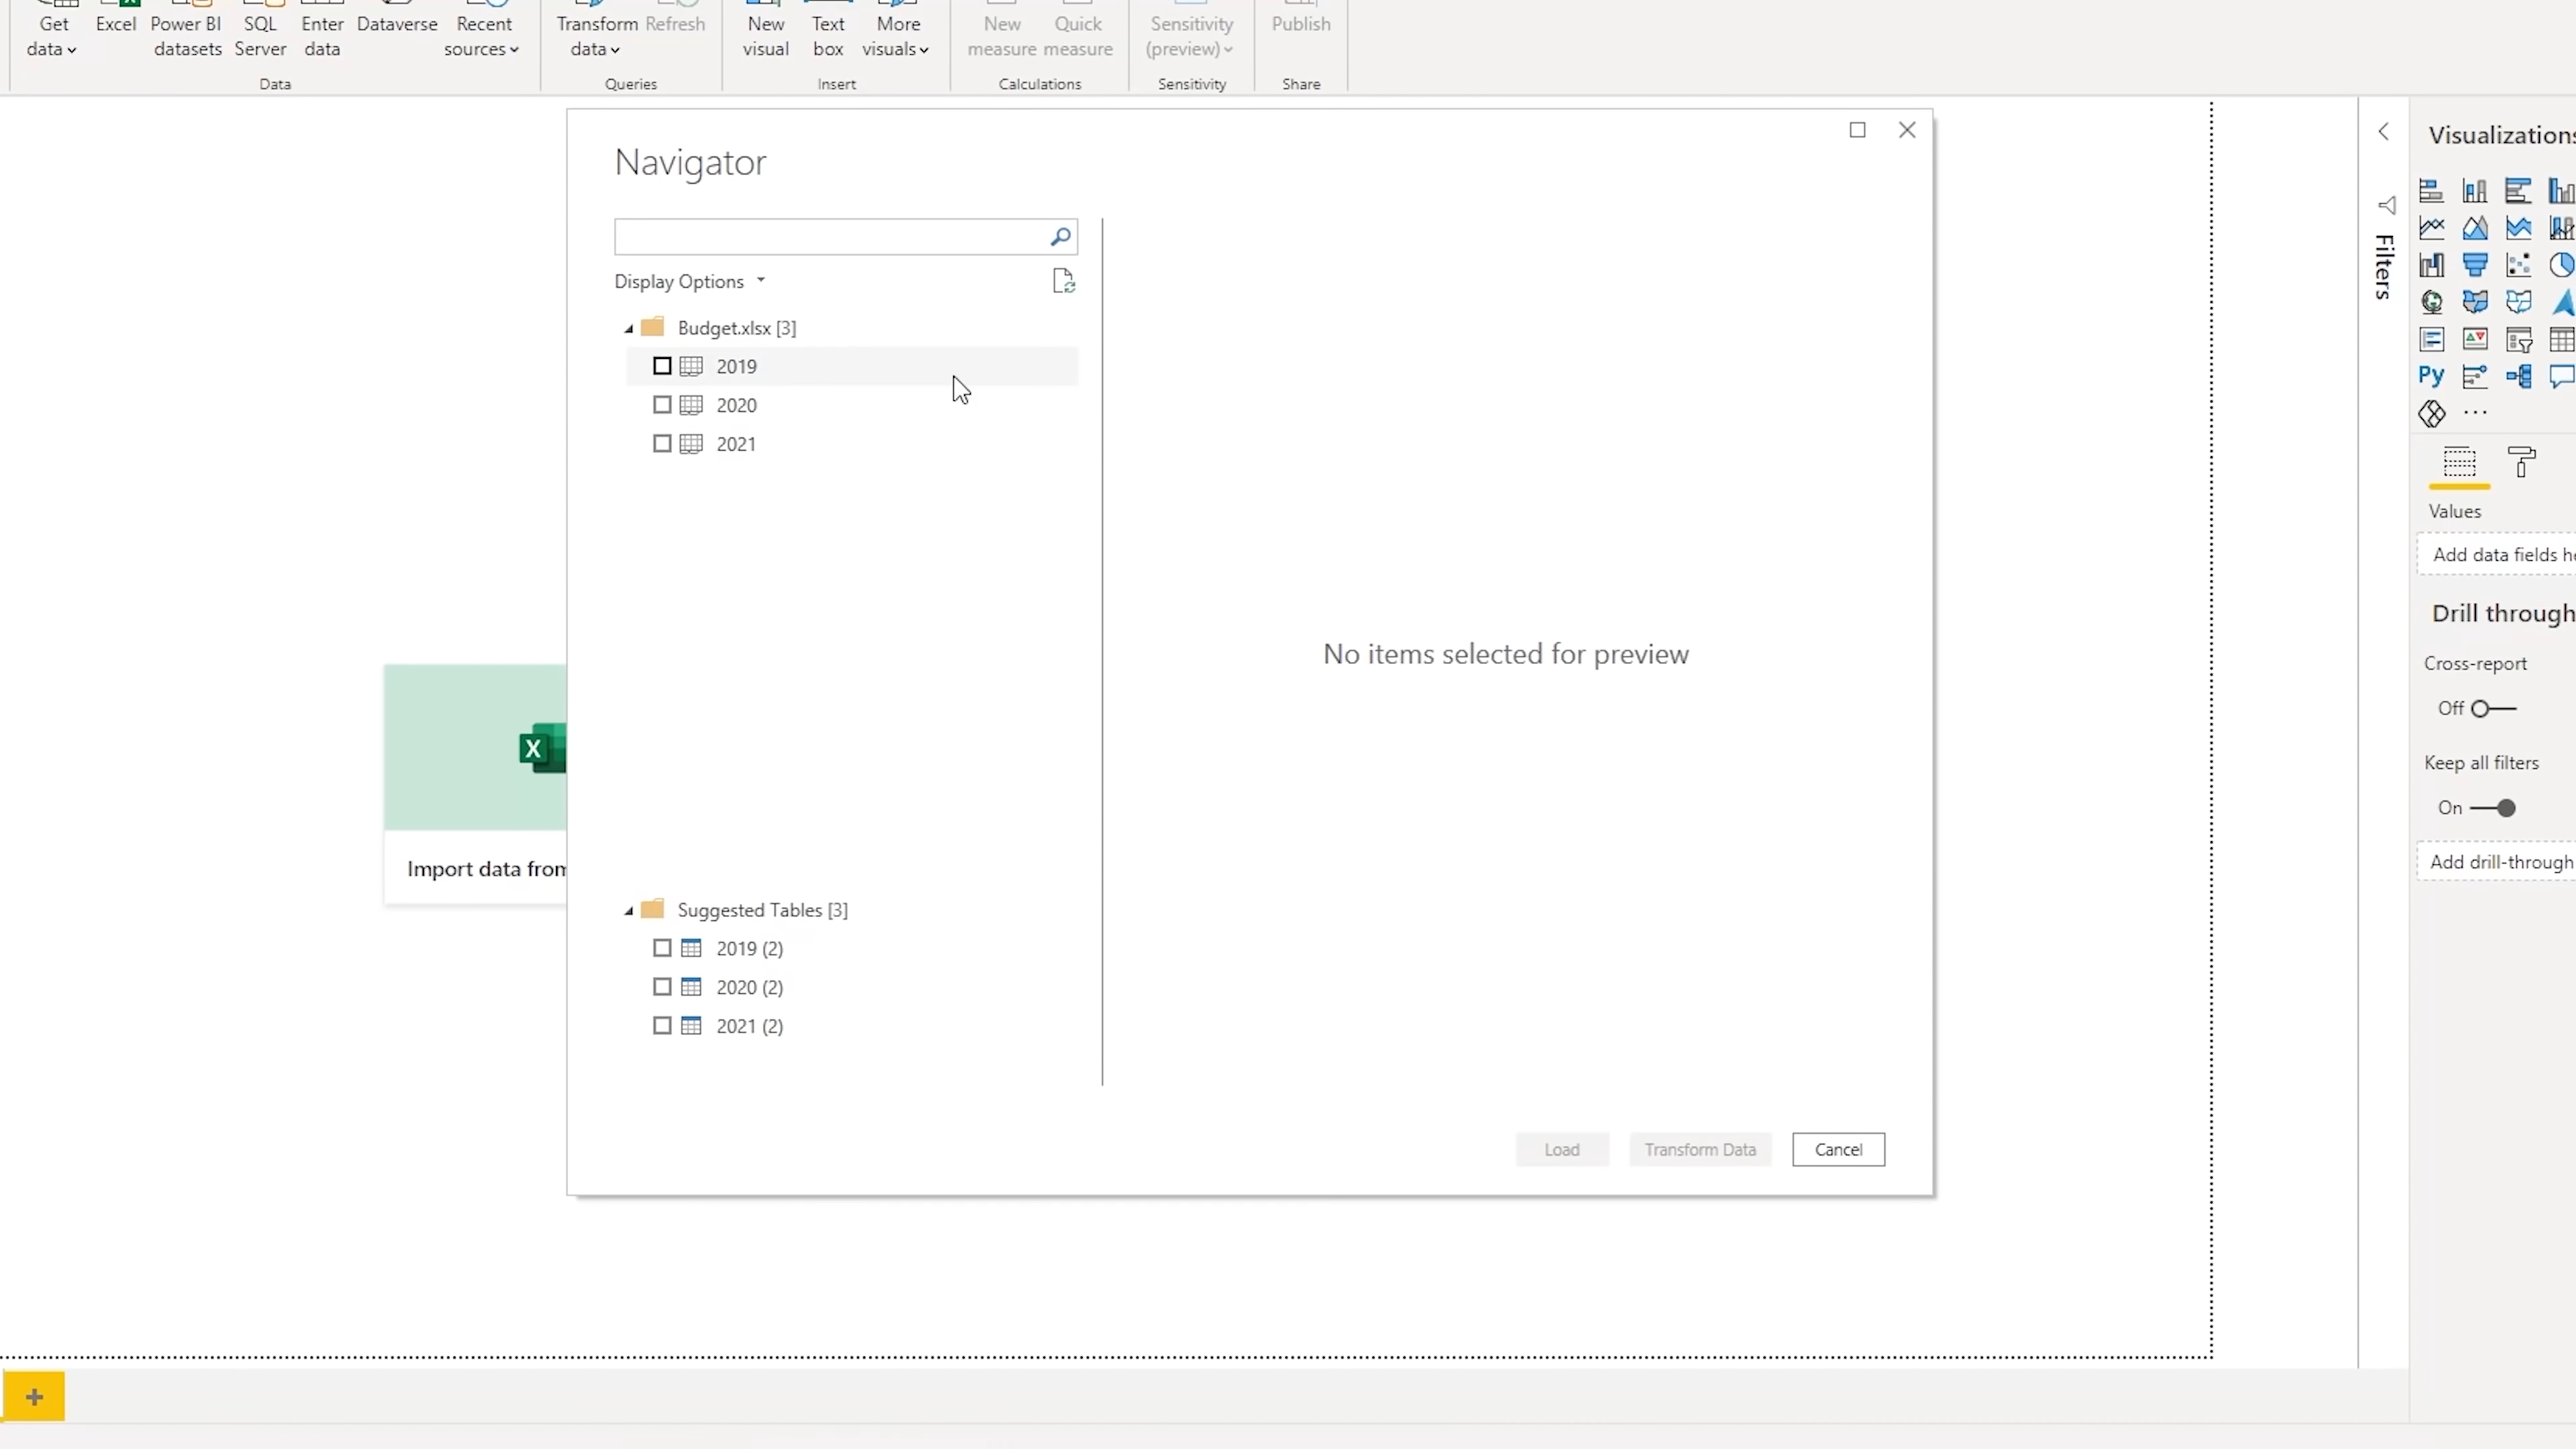 Get data
Excel
Power BI datasets
SQL Server
Enter data
Dataverse
Recent sources
Data
Transform data
Refresh
Queries
New visual
Text box
More visuals
Insert
New measure
Quick measure
Calculations
Sensitivity (preview)
Sensitivity
Publish
Share
Navigator
Display Options
Budget.xlsx [3]
2019
2020
2021
No items selected for preview
Suggested Tables [3]
2019 (2)
2020 (2)
2021 (2)
Load
Transform Data
Cancel
X
Import data from
Filters
Visualizations
Py
Values
Add data fields he
Drill through
Cross-report
Off
Keep all filters
On
Add drill-through